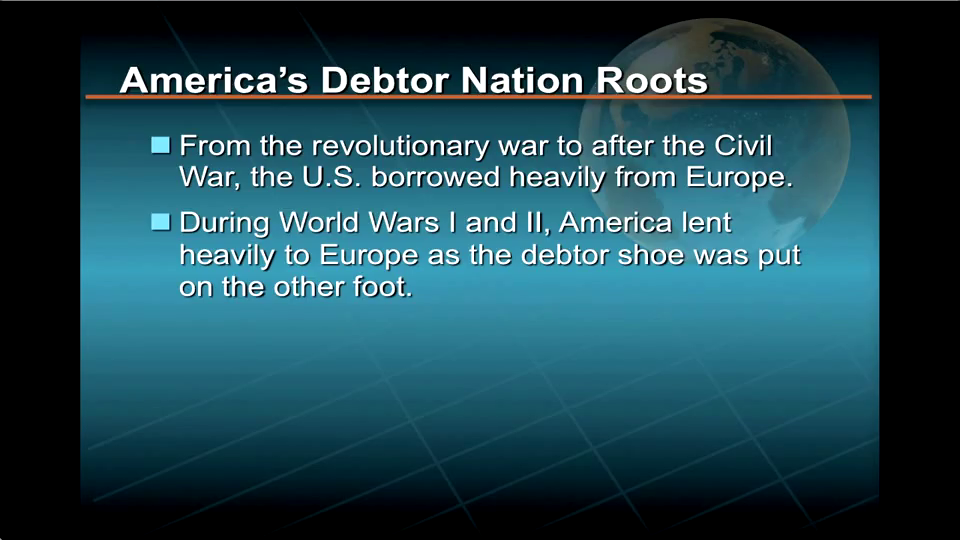 America’s Debtor Nation Roots
From the revolutionary war to after the Civil
War, the U.S. borrowed heavily from Europe.
During World Wars I and II, America lent
heavily to Europe as the debtor shoe was put
on the other foot.